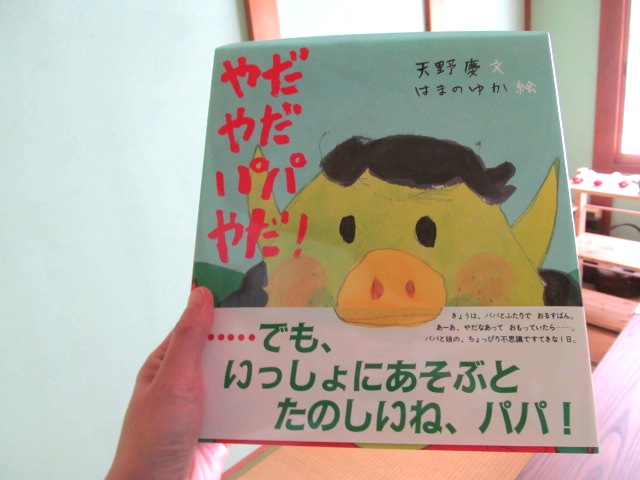 やだ
やだ
パパ
やだ！
天野慶 文
はまのゆか 絵
きょうは、パパとふたりで おるすばん。
あーあ、やだなあって おもっていたら……、
パパと娘の、ちょっぴり不思議ですてきな1日。
……でも、
いっしょにあそぶと
たのしいね、パパ！